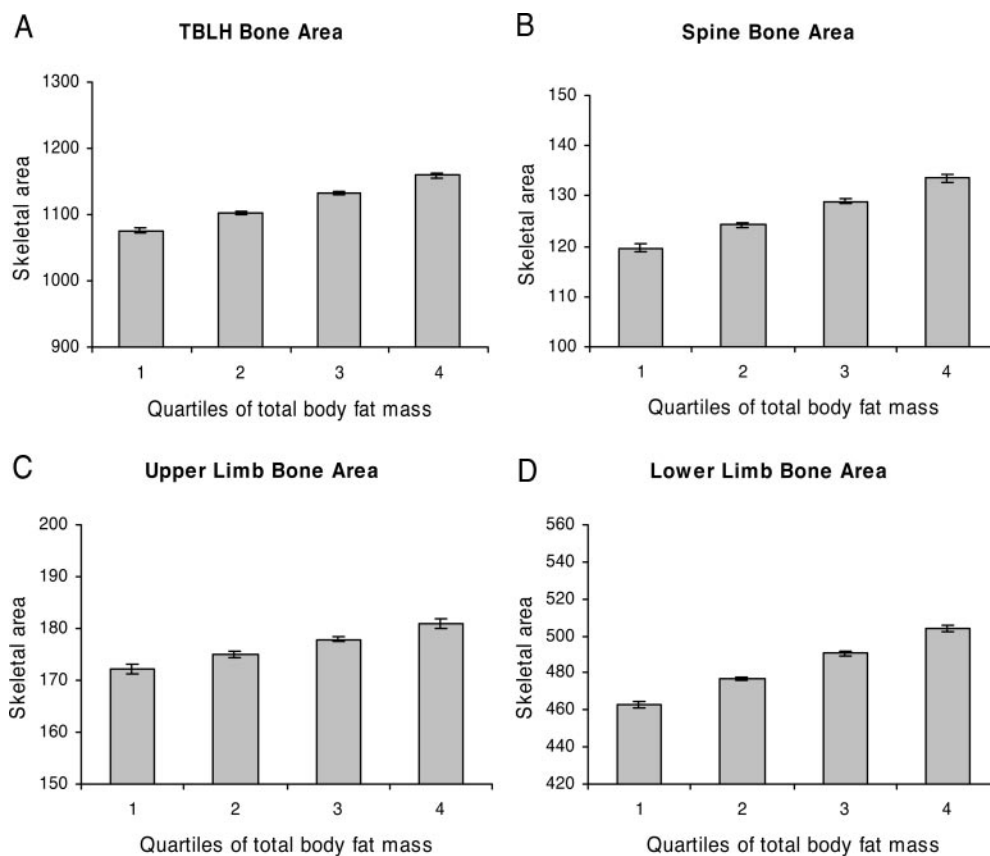 A
TBLH Bone Area
1300
1200
1100
1000
900
Skeletal area
1 2 3 4
Quartiles of total body fat mass
B
Spine Bone Area
150
140
130
120
110
100
Skeletal area
1 2 3 4
Quartiles of total body fat mass
C
Upper Limb Bone Area
200
190
180
170
160
150
Skeletal area
1 2 3 4
Quartiles of total body fat mass
D
Lower Limb Bone Area
560
540
520
500
480
460
440
420
Skeletal area
1 2 3 4
Quartiles of total body fat mass